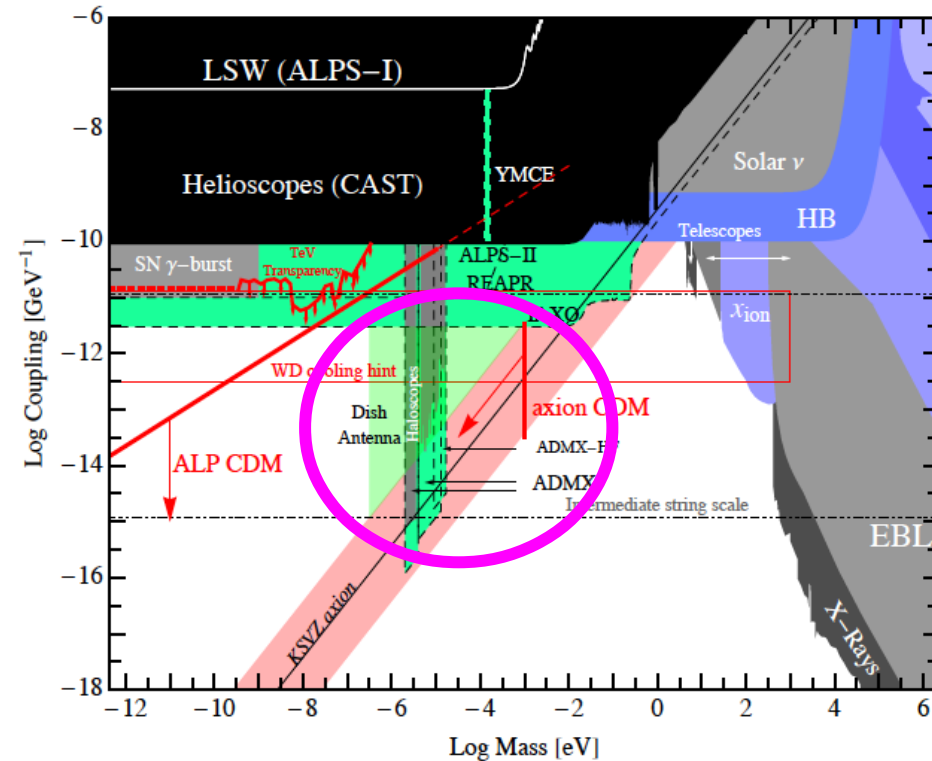 −6
LSW (ALPS−I)
−8
YMCE
Solar ν
Helioscopes (CAST)
HB
Telescopes
−10
SN γ−burst
TeV
Transparency
ALPS−II
REAPR
IAXO
x ion
−12
WD cooling hint
Log Coupling [GeV⁻¹]
Dish
Antenna
Haloscopes
axion CDM
ADMX−HF
−14
ALP CDM
ADMX
Intermediate string scale
EBL
−16
KSVZ axion
X−Rays
−18
−12 −10 −8 −6 −4 −2 0 2 4 6
Log Mass [eV]